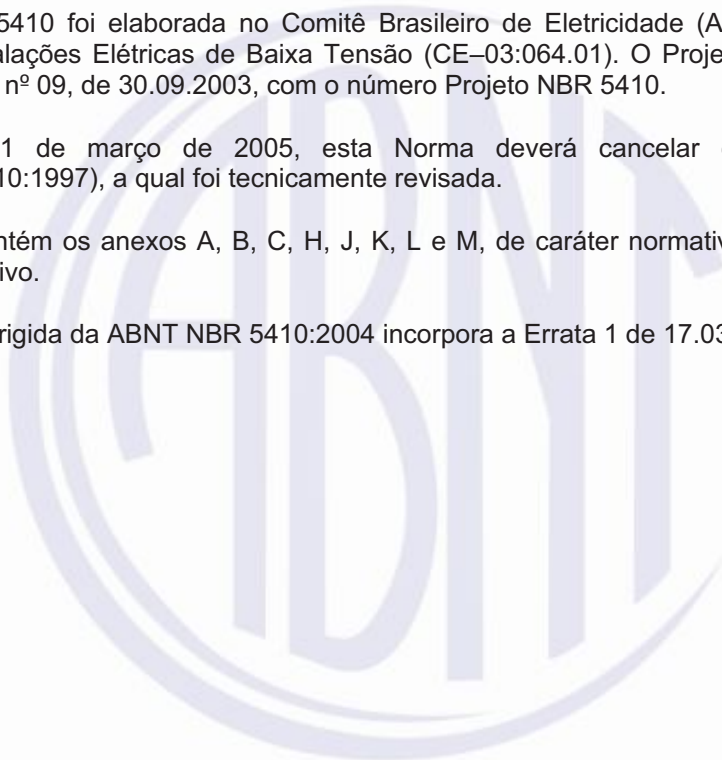 5410 foi elaborada no Comitê Brasileiro de Eletricidade (A
alações Elétricas de Baixa Tensão (CE–03:064.01). O Proje
nº 09, de 30.09.2003, com o número Projeto NBR 5410.
1 de março de 2005, esta Norma deverá cancelar
10:1997), a qual foi tecnicamente revisada.
ntém os anexos A, B, C, H, J, K, L e M, de caráter normativ
ivo.
rigida da ABNT NBR 5410:2004 incorpora a Errata 1 de 17.03
ABNT